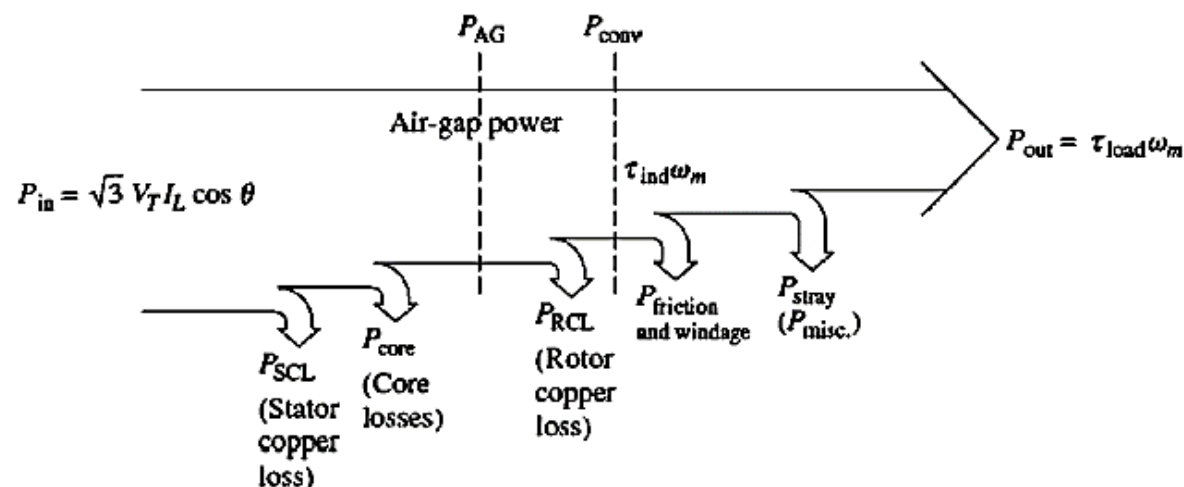 P_AG
P_conv
Air-gap power
P_out = τ_load ω_m
τ_ind ω_m
P_in = √3 V_T I_L cos θ
P_SCL
(Stator
copper
loss)
P_core
(Core
losses)
P_RCL
(Rotor
copper
loss)
P_friction
and windage
P_stray
(P_misc.)